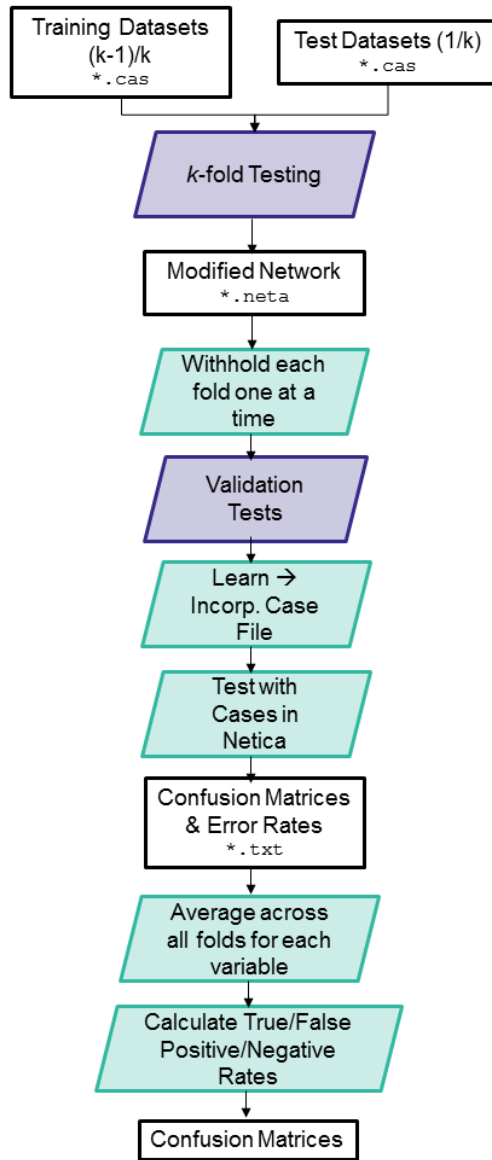 Training Datasets
(k-1)/k
*.cas
Test Datasets (1/k)
*.cas
k-fold Testing
Modified Network
*.neta
Withhold each
fold one at a
time
Validation
Tests
Learn →
Incorp. Case
File
Test with
Cases in
Netica
Confusion Matrices
& Error Rates
*.txt
Average across
all folds for each
variable
Calculate True/False
Positive/Negative
Rates
Confusion Matrices